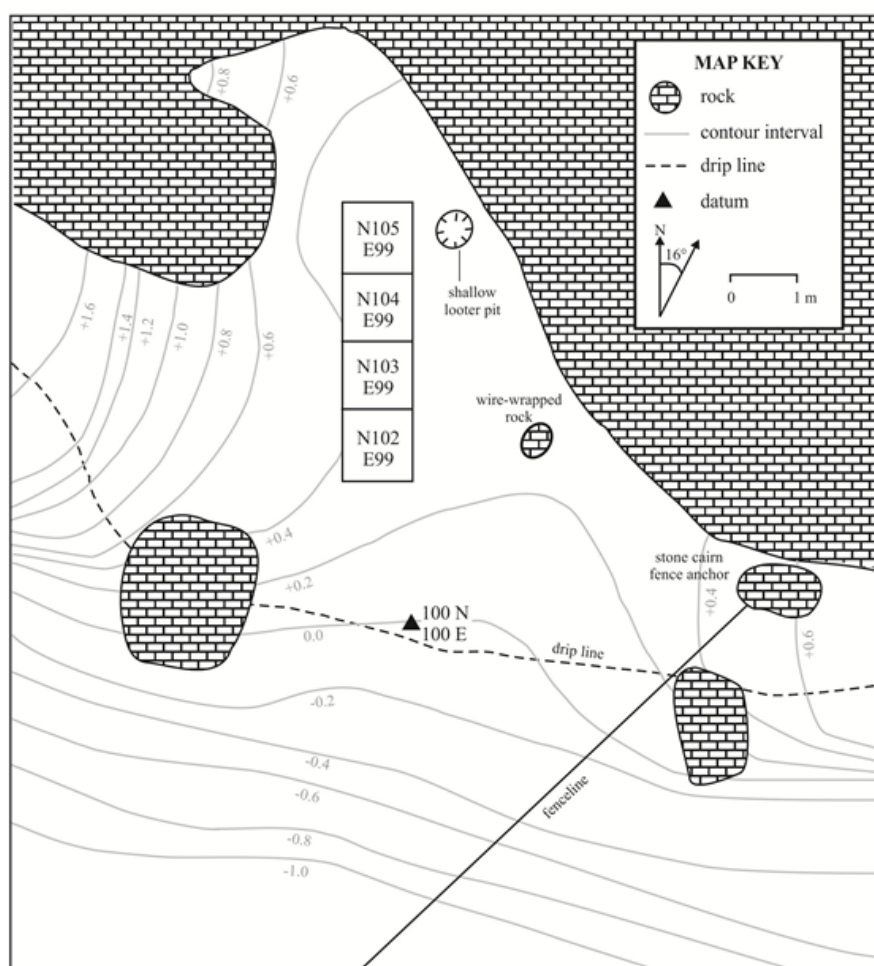 MAP KEY
rock
contour interval
drip line
datum
N
16°
0 1 m
+0.8
+0.6
N105
E99
N104
E99
N103
E99
N102
E99
shallow
looter pit
+1.6
+1.4
+1.2
+1.0
+0.8
+0.6
wire-wrapped
rock
+0.4
+0.2
0.0
100 N
100 E
stone cairn
fence anchor
+0.4
+0.6
drip line
-0.2
-0.4
-0.6
fenceline
-0.8
-1.0